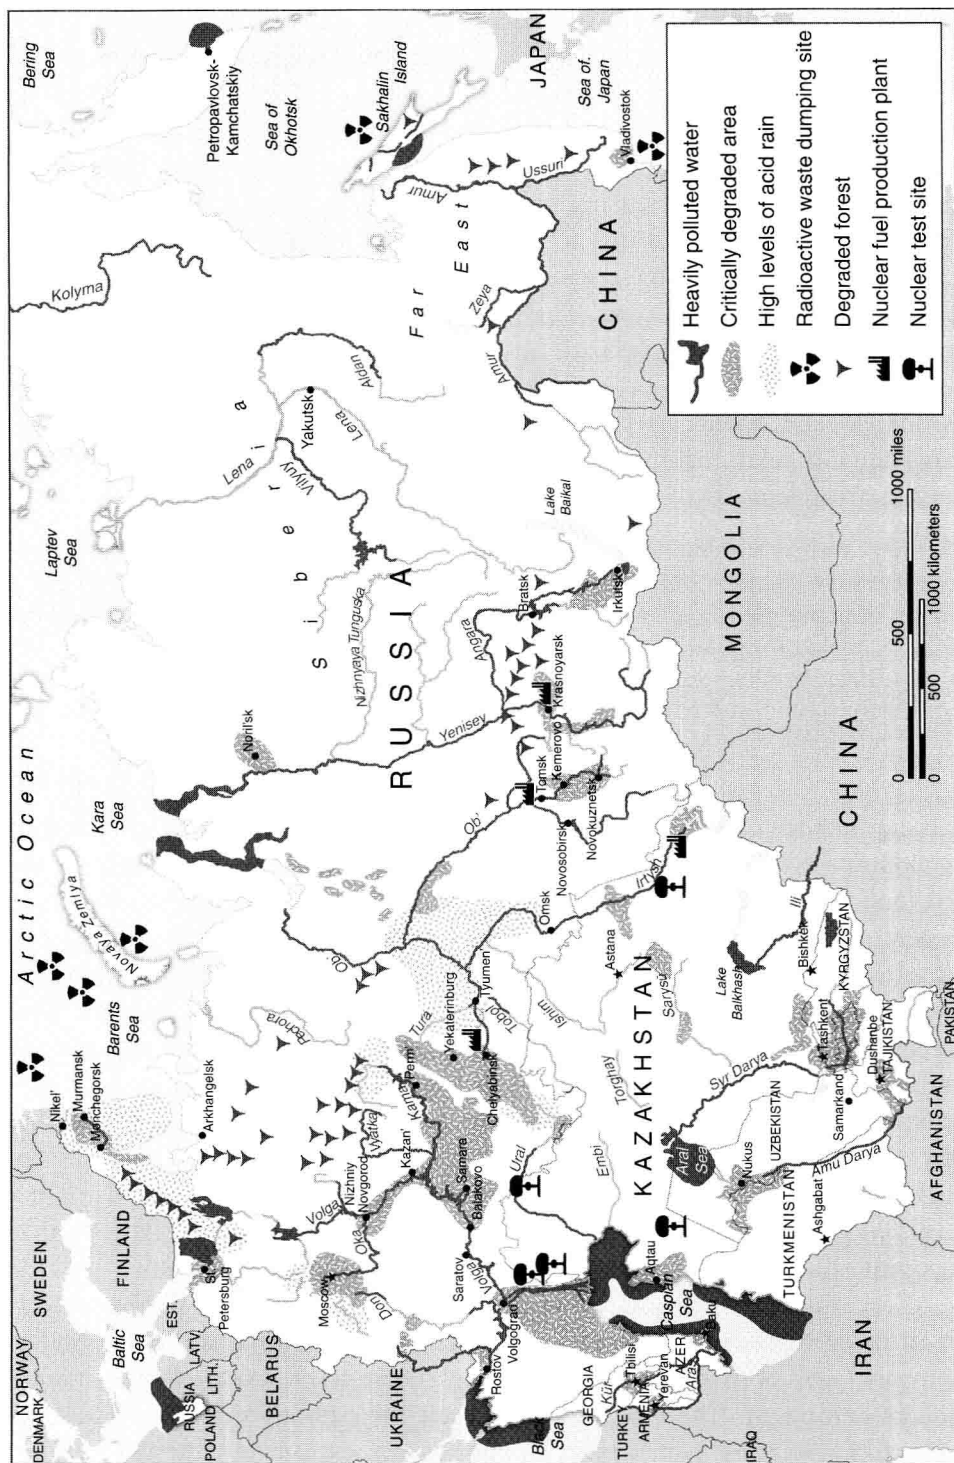 NORWAY
SWEDEN
DENMARK
FINLAND
Baltic
Sea
EST.
LATV.
LITH.
RUSSIA
POLAND
BELARUS
UKRAINE
Arctic Ocean
Barents
Sea
Novaya Zemlya
Kara
Sea
Laptev
Sea
Bering
Sea
Sea of
Okhotsk
Sakhalin
Island
Petropavlovsk-
Kamchatskiy
JAPAN
Sea of
Japan
Vladivostok
Ussuri
Amur
Zeya
Amur
Far East
Kolyma
Aldan
Yakutsk
Lena
Lena
Vilyuy
Siberia
RUSSIA
Nizhnyaya Tunguska
Noril'sk
Yenisey
Angara
Bratsk
Lake
Baikal
Irkutsk
Krasnoyarsk
Kemerovo
Tomsk
Novokuznetsk
Novosobirsk
Ob'
Ob'
Omsk
Irtysh
Nikel'
Murmansk
Monchegorsk
Arkhangelsk
Pechora
St.
Petersburg
Moscow
Volga
Nizhniy
Novgorod
Oka
Vyatka
Kama
Perm'
Kazan'
Tura
Yekalerinburg
Tyumen'
Tobol
Chelyabinsk
Ishim
Samara
Balakovo
Saratov
Volga
Don
Volgograd
Rostov
Ural
Embi
Torghay
Astana
Sarysu
KAZAKHSTAN
Lake
Balkhash
Ili
Bishkek
KYRGYZSTAN
Tashkent
Syr Darya
Aral
Sea
Nukus
UZBEKISTAN
Samarkand
Dushanbe
TAJIKISTAN
Amu Darya
TURKMENISTAN
Ashgabat
Aqtau
Caspian
Sea
Baku
AZER.
Aras
Kür
Tbilisi
Yerevan
GEORGIA
ARMENIA
TURKEY
Black
Sea
IRAQ
IRAN
AFGHANISTAN
PAKISTAN
CHINA
MONGOLIA
CHINA
Heavily polluted water
Critically degraded area
High levels of acid rain
Radioactive waste dumping site
Degraded forest
Nuclear fuel production plant
Nuclear test site
0 500 1000 miles
0 500 1000 kilometers